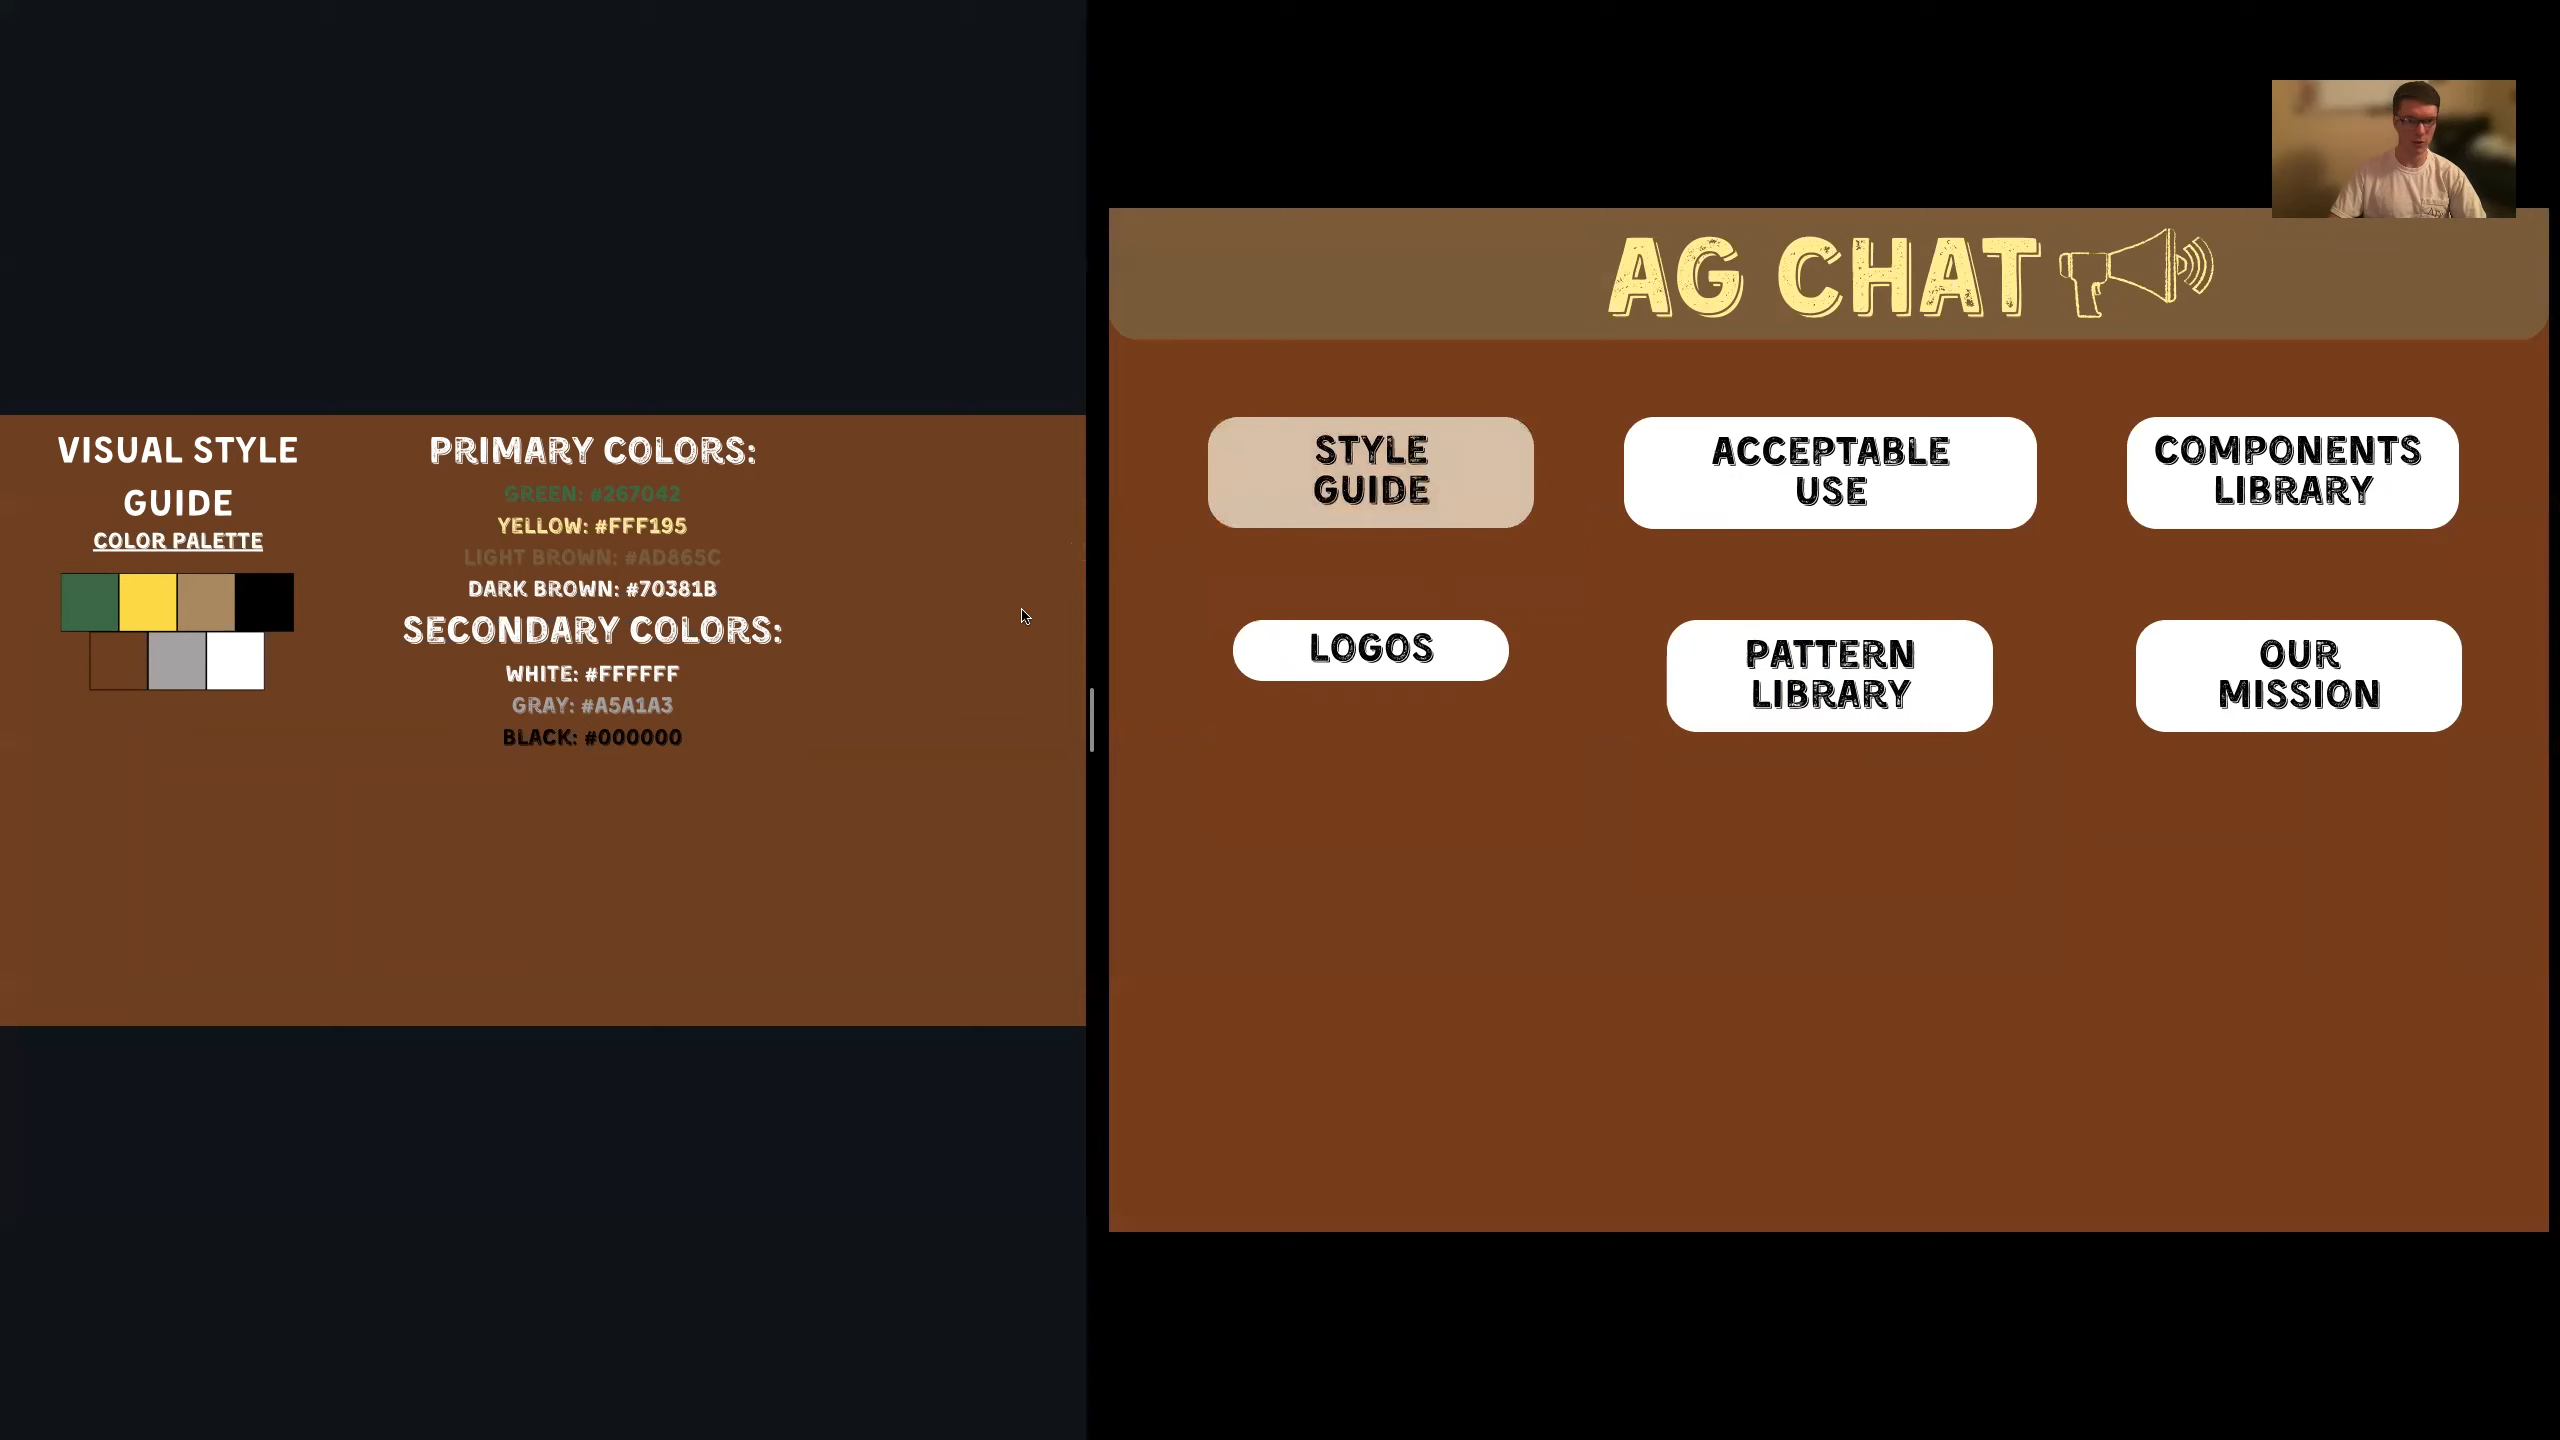 VISUAL STYLE
GUIDE
COLOR PALETTE
PRIMARY COLORS:
GREEN: #267042
YELLOW: #FFF195
LIGHT BROWN: #AD865C
DARK BROWN: #70381B
SECONDARY COLORS:
WHITE: #FFFFFF
GRAY: #A5A1A3
BLACK: #000000
AG CHAT
STYLE
GUIDE
ACCEPTABLE
USE
COMPONENTS
LIBRARY
LOGOS
PATTERN
LIBRARY
OUR
MISSION